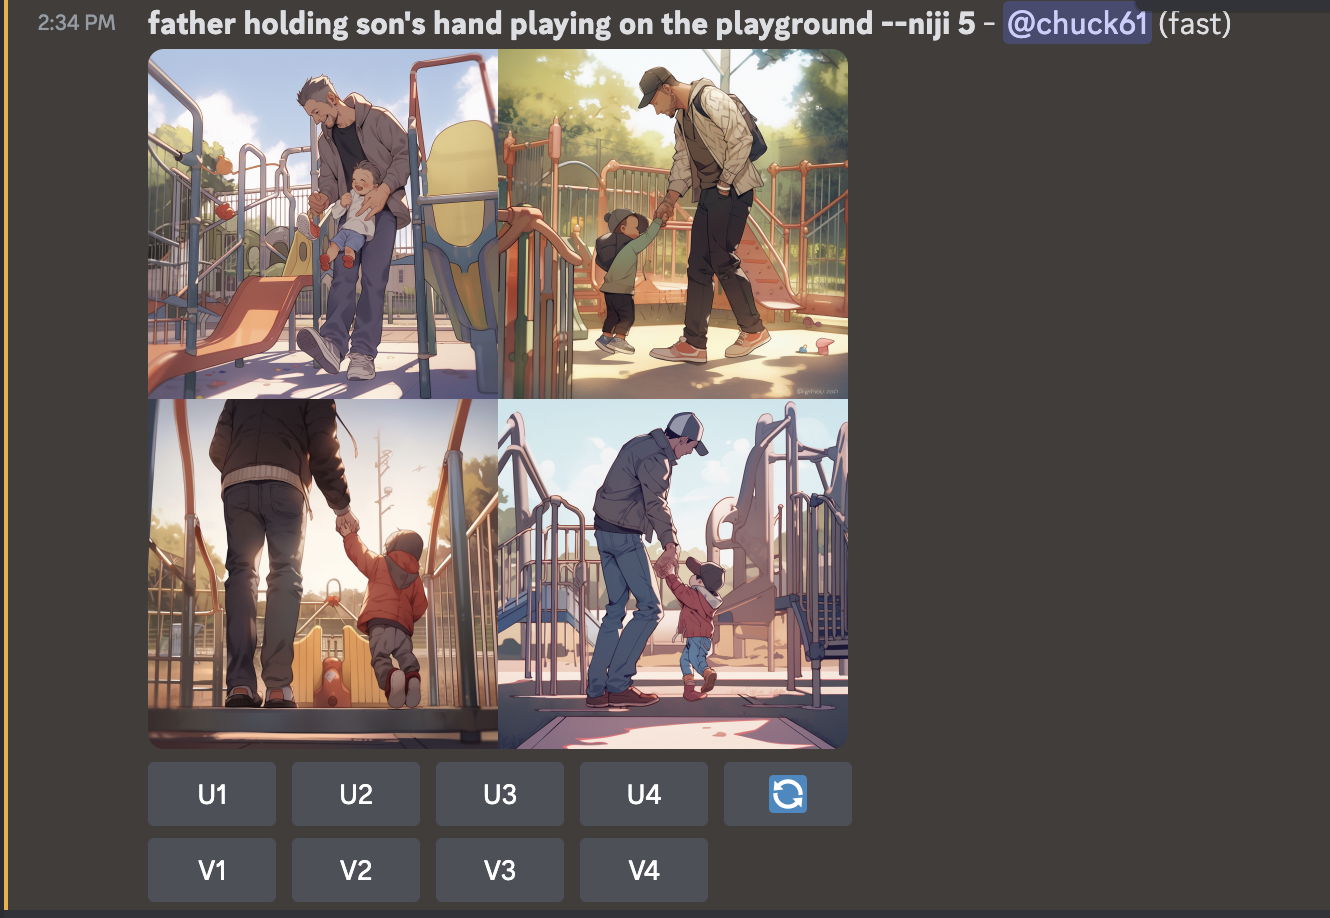 2:34 PM father holding son's hand playing on the playground --niji 5 - @chuck61 (fast)
U1 U2 U3 U4
V1 V2 V3 V4